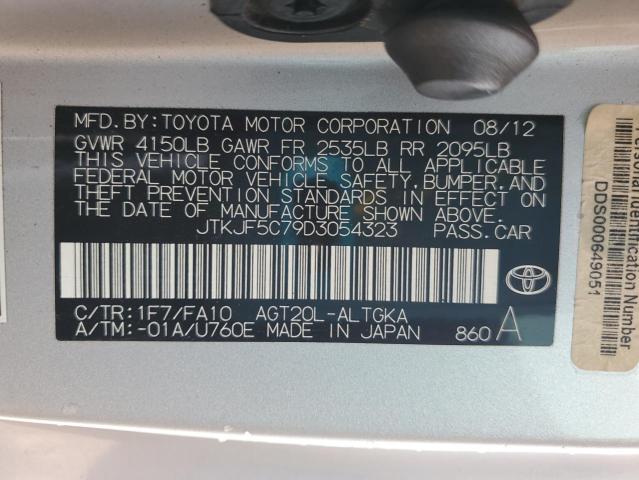 MFD. BY: TOYOTA MOTOR CORPORATION 08/12
GVWR 4150LB GAWR FR 2535LB RR 2095LB
THIS VEHICLE CONFORMS TO ALL APPLICABLE
FEDERAL MOTOR VEHICLE SAFETY, BUMPER, AND
THEFT PREVENTION STANDARDS IN EFFECT ON
THE DATE OF MANUFACTURE SHOWN ABOVE.
JTKJF5C79D3054323 PASS.CAR
C/TR: 1F7/FA10 AGT20L-ALTGKA
A/TM: -01A/U760E MADE IN JAPAN 860 A
Identification Number
DDS000649051